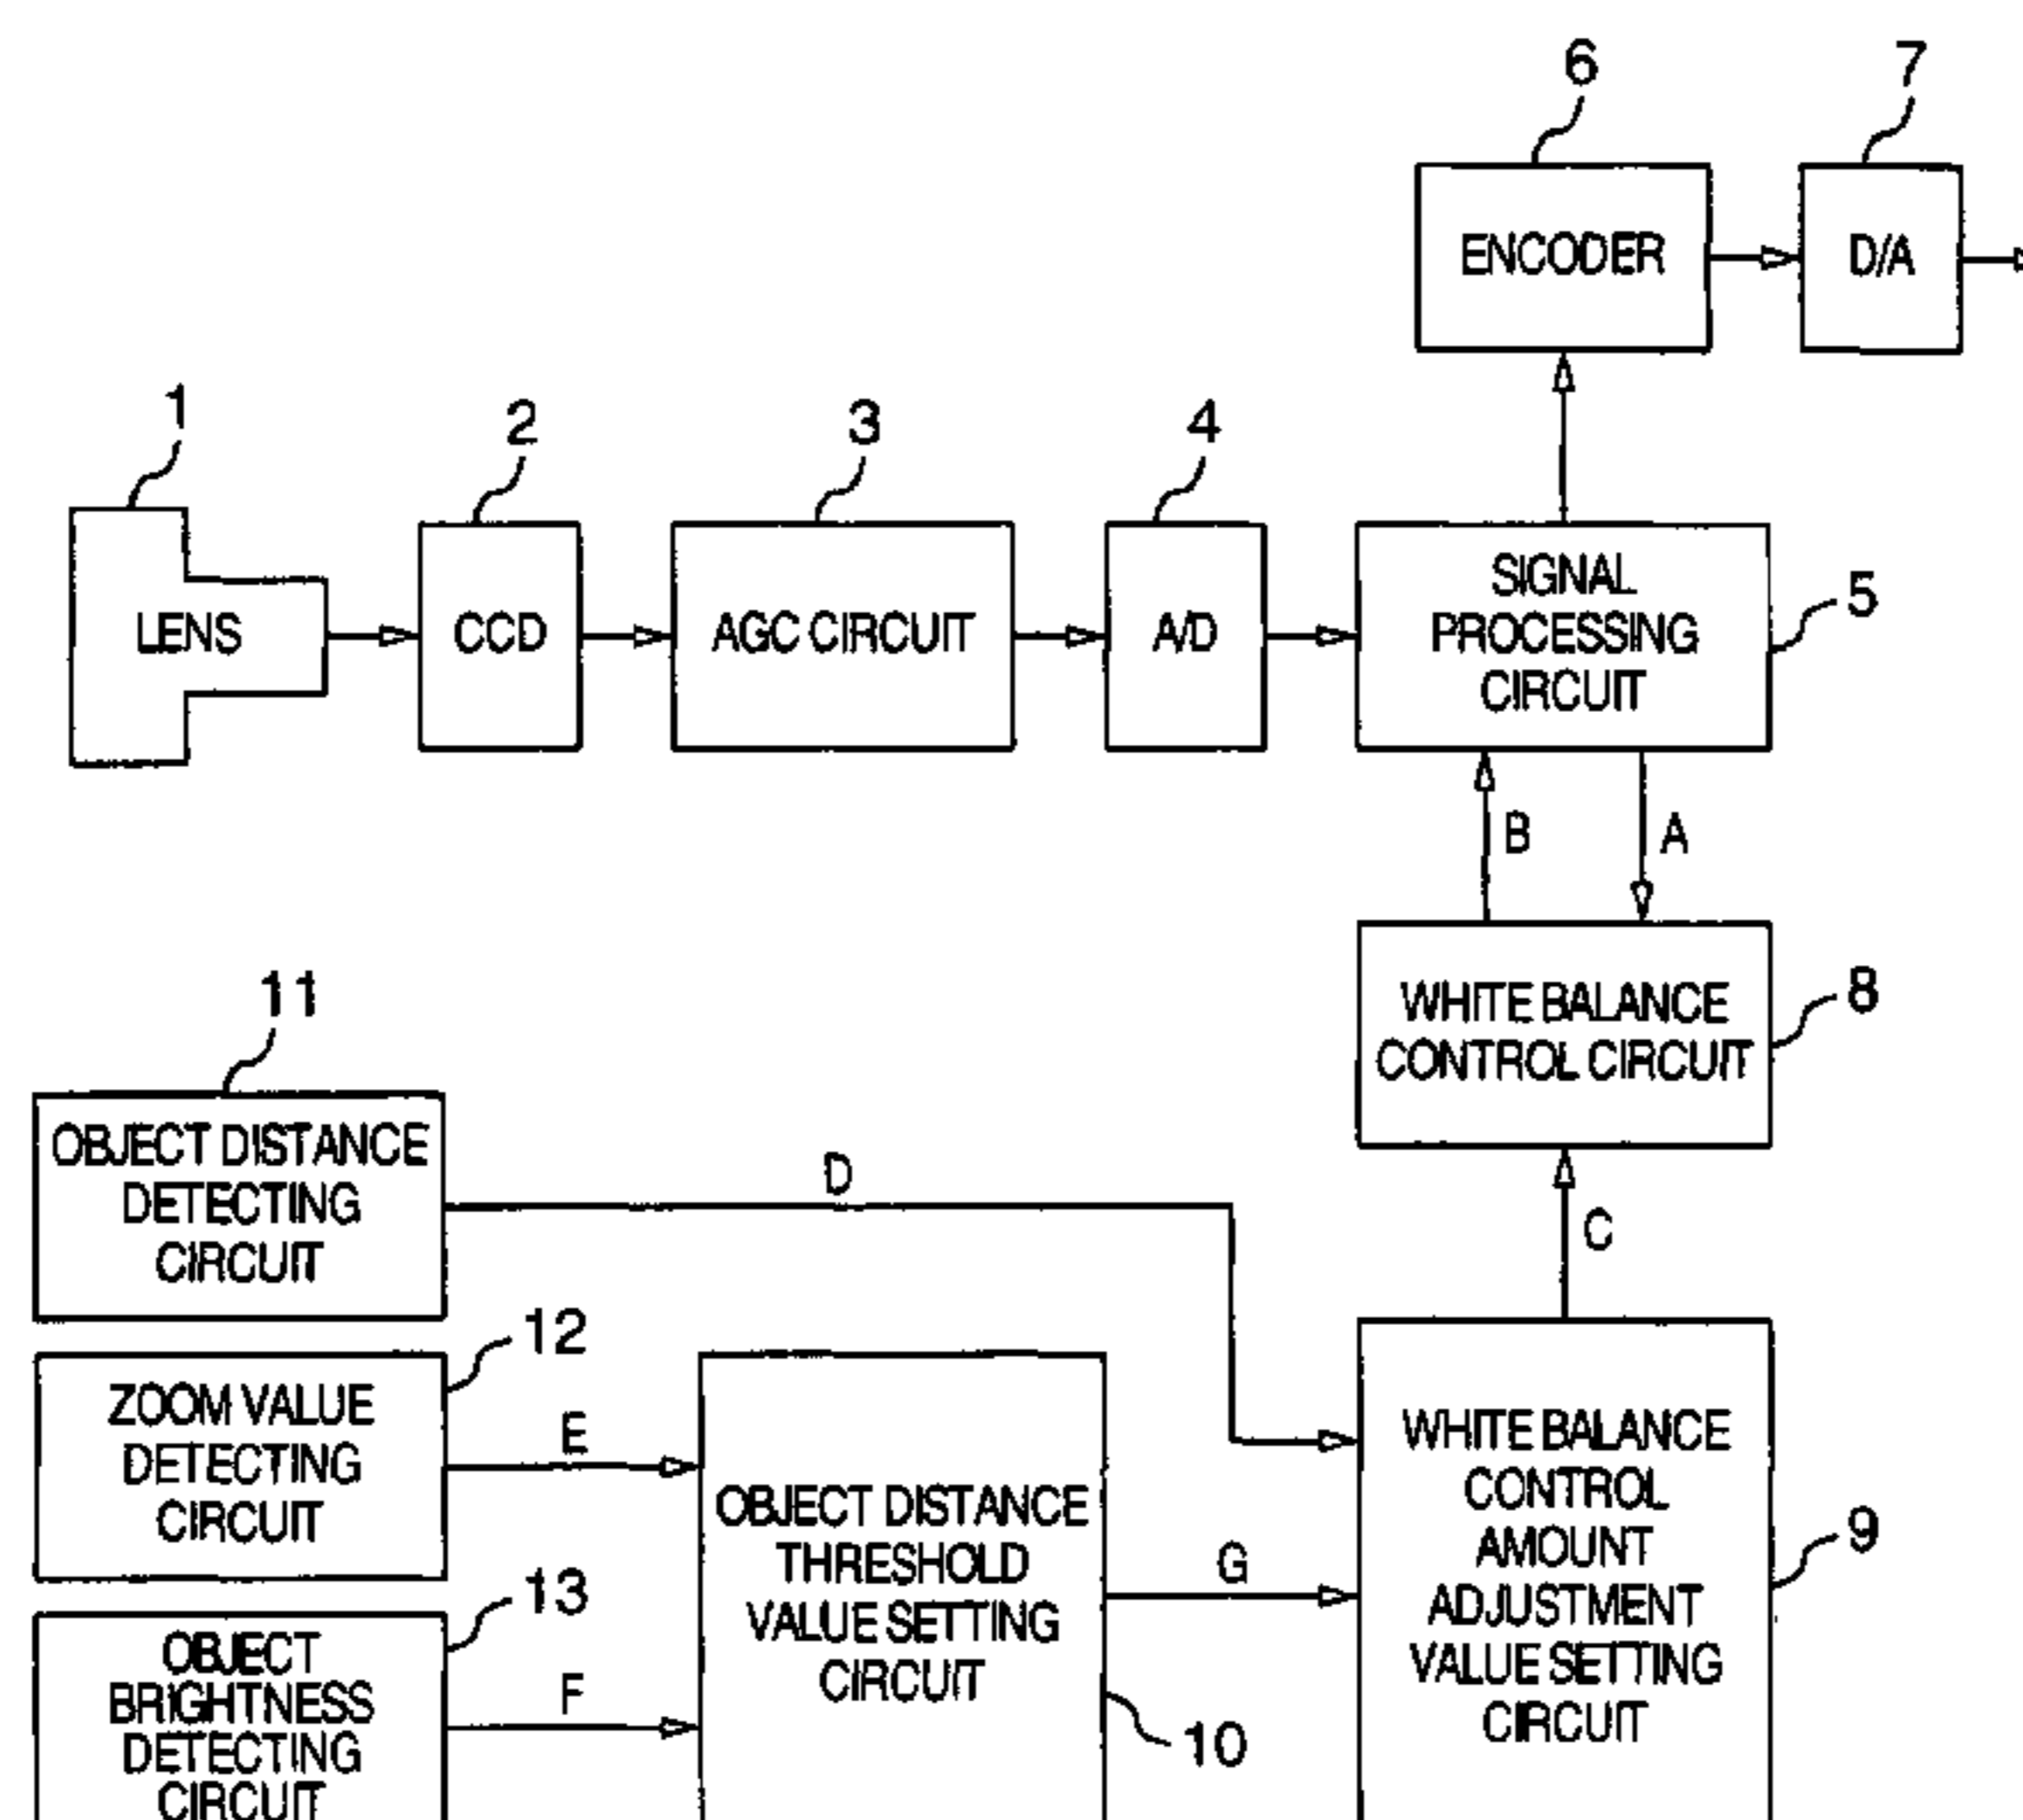 6
7
ENCODER
D/A
1
2
3
4
LENS
CCD
AGC CIRCUIT
A/D
SIGNAL
PROCESSING
CIRCUIT
5
B
A
WHITE BALANCE
CONTROL CIRCUIT
8
11
OBJECT DISTANCE
DETECTING
CIRCUIT
D
C
12
ZOOM VALUE
DETECTING
CIRCUIT
E
13
OBJECT
BRIGHTNESS
DETECTING
CIRCUIT
F
OBJECT DISTANCE
THRESHOLD
VALUE SETTING
CIRCUIT
10
G
WHITE BALANCE
CONTROL
AMOUNT
ADJUSTMENT
VALUE SETTING
CIRCUIT
9